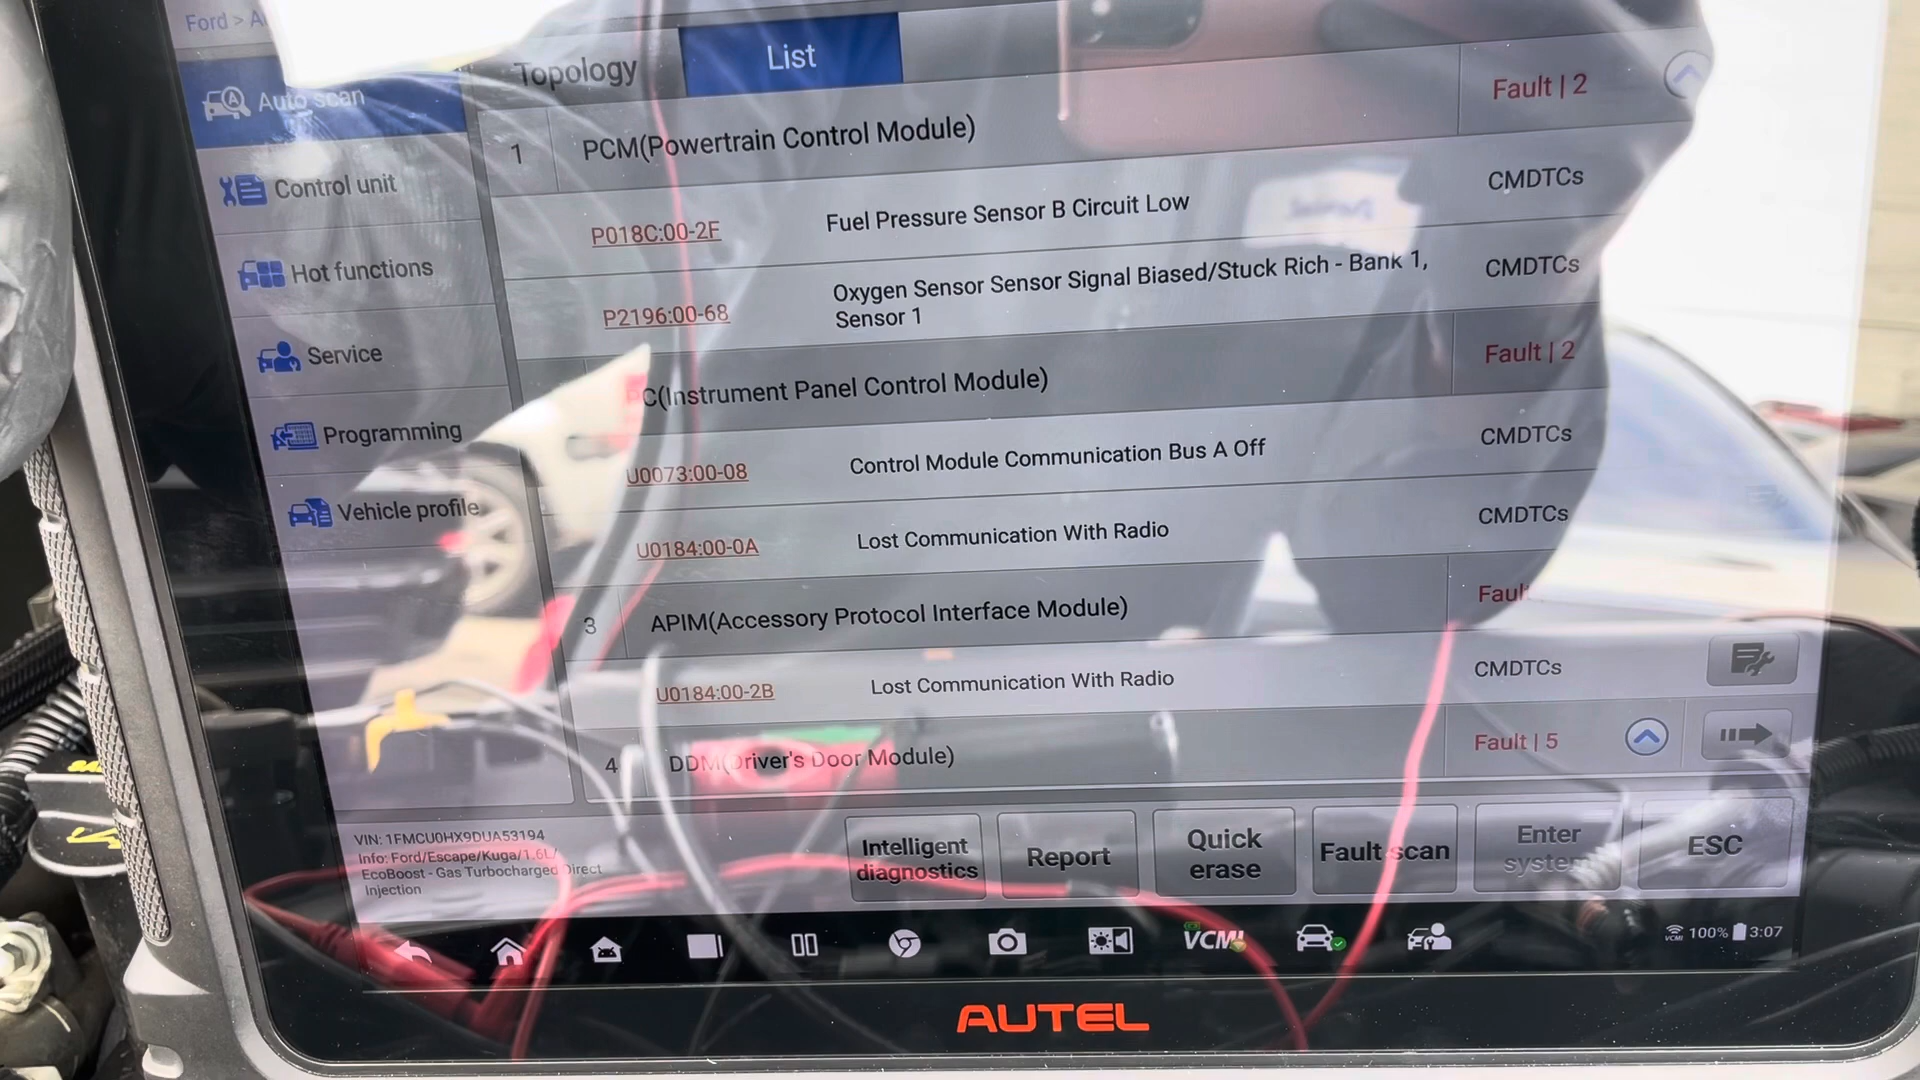 Ford > A
Topology
List
Auto scan
Control unit
Hot functions
Service
Programming
Vehicle profile
1
PCM(Powertrain Control Module)
Fault | 2
P018C:00-2F
Fuel Pressure Sensor B Circuit Low
CMDTCs
P2196:00-68
Oxygen Sensor Sensor Signal Biased/Stuck Rich - Bank 1,
Sensor 1
CMDTCs
PC(Instrument Panel Control Module)
Fault | 2
U0073:00-08
Control Module Communication Bus A Off
CMDTCs
U0184:00-0A
Lost Communication With Radio
CMDTCs
3
APIM(Accessory Protocol Interface Module)
Faul
U0184:00-2B
Lost Communication With Radio
CMDTCs
4
DDM(Driver's Door Module)
Fault | 5
VIN: 1FMCU0HX9DUA53194
Info: Ford/Escape/Kuga/1.6L/
EcoBoost - Gas Turbocharged Direct
Injection
Intelligent
diagnostics
Report
Quick
erase
Fault scan
Enter
system
ESC
VCMI
VCMI
100%
3:07
AUTEL